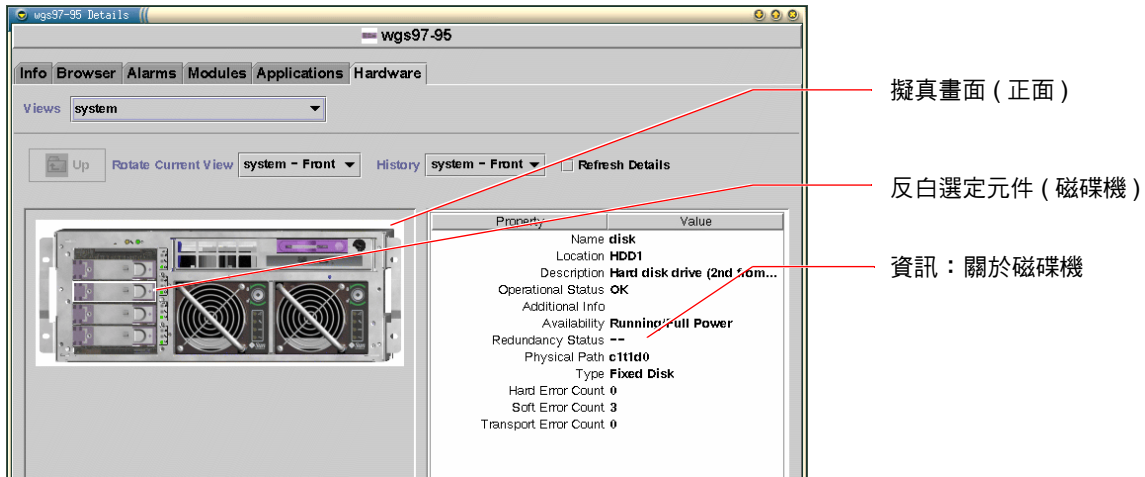 wgs97-95 Details
wgs97-95
Info Browser Alarms Modules Applications Hardware
Views system
Up Rotate Current View system - Front History system - Front Refresh Details
Property Value
Name disk
Location HDD1
Description Hard disk drive (2nd from...
Operational Status OK
Additional Info
Availability Running/Full Power
Redundancy Status --
Physical Path c1t1d0
Type Fixed Disk
Hard Error Count 0
Soft Error Count 3
Transport Error Count 0
擬真畫面 ( 正面 )
反白選定元件 ( 磁碟機 )
資訊：關於磁碟機